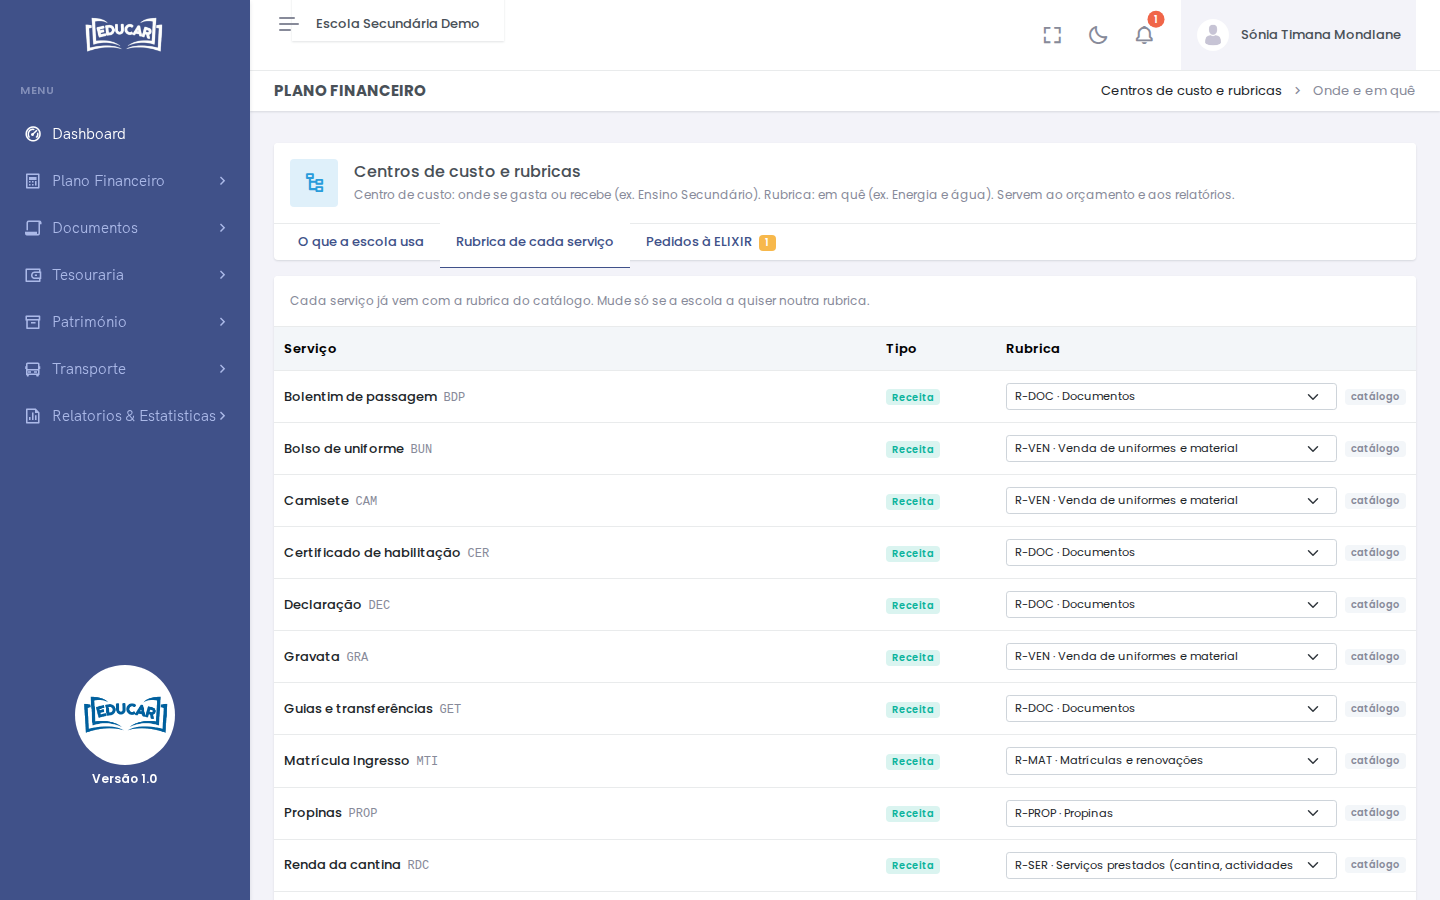 EDUCAR
Escola Secundária Demo
1
Sónia Timana Mondlane
MENU
Dashboard
Plano Financeiro
Documentos
Tesouraria
Património
Transporte
Relatorios & Estatisticas
EDUCAR
Versão 1.0
PLANO FINANCEIRO
Centros de custo e rubricas > Onde e em quê
Centros de custo e rubricas
Centro de custo: onde se gasta ou recebe (ex. Ensino Secundário). Rubrica: em quê (ex. Energia e água). Servem ao orçamento e aos relatórios.
O que a escola usa
Rubrica de cada serviço
Pedidos à ELIXIR 1
Cada serviço já vem com a rubrica do catálogo. Mude só se a escola a quiser noutra rubrica.
Serviço Tipo Rubrica
Bolentim de passagem BDP Receita R-DOC · Documentos catálogo
Bolso de uniforme BUN Receita R-VEN · Venda de uniformes e material catálogo
Camisete CAM Receita R-VEN · Venda de uniformes e material catálogo
Certificado de habilitação CER Receita R-DOC · Documentos catálogo
Declaração DEC Receita R-DOC · Documentos catálogo
Gravata GRA Receita R-VEN · Venda de uniformes e material catálogo
Guias e transferências GET Receita R-DOC · Documentos catálogo
Matrícula Ingresso MTI Receita R-MAT · Matrículas e renovações catálogo
Propinas PROP Receita R-PROP · Propinas catálogo
Renda da cantina RDC Receita R-SER · Serviços prestados (cantina, actividades catálogo